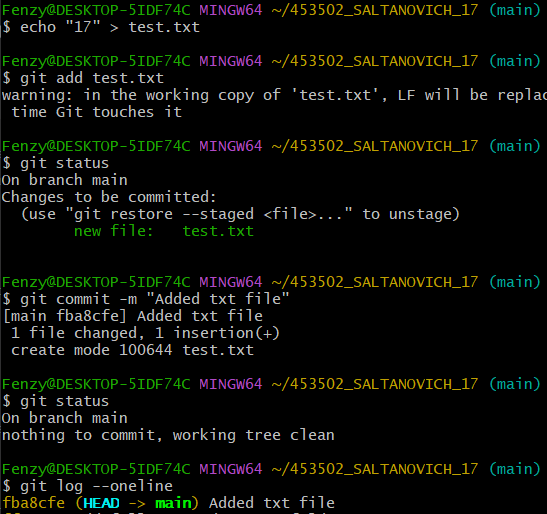 Fenzy@DESKTOP-5IDF74C MINGW64 ~/453502_SALTANOVICH_17 (main)
$ echo "17" > test.txt
Fenzy@DESKTOP-5IDF74C MINGW64 ~/453502_SALTANOVICH_17 (main)
$ git add test.txt
warning: in the working copy of 'test.txt', LF will be replac
 time Git touches it
Fenzy@DESKTOP-5IDF74C MINGW64 ~/453502_SALTANOVICH_17 (main)
$ git status
On branch main
Changes to be committed:
  (use "git restore --staged <file>..." to unstage)
        new file:   test.txt
Fenzy@DESKTOP-5IDF74C MINGW64 ~/453502_SALTANOVICH_17 (main)
$ git commit -m "Added txt file"
[main fba8cfe] Added txt file
 1 file changed, 1 insertion(+)
 create mode 100644 test.txt
Fenzy@DESKTOP-5IDF74C MINGW64 ~/453502_SALTANOVICH_17 (main)
$ git status
On branch main
nothing to commit, working tree clean
Fenzy@DESKTOP-5IDF74C MINGW64 ~/453502_SALTANOVICH_17 (main)
$ git log --oneline
fba8cfe (HEAD -> main) Added txt file